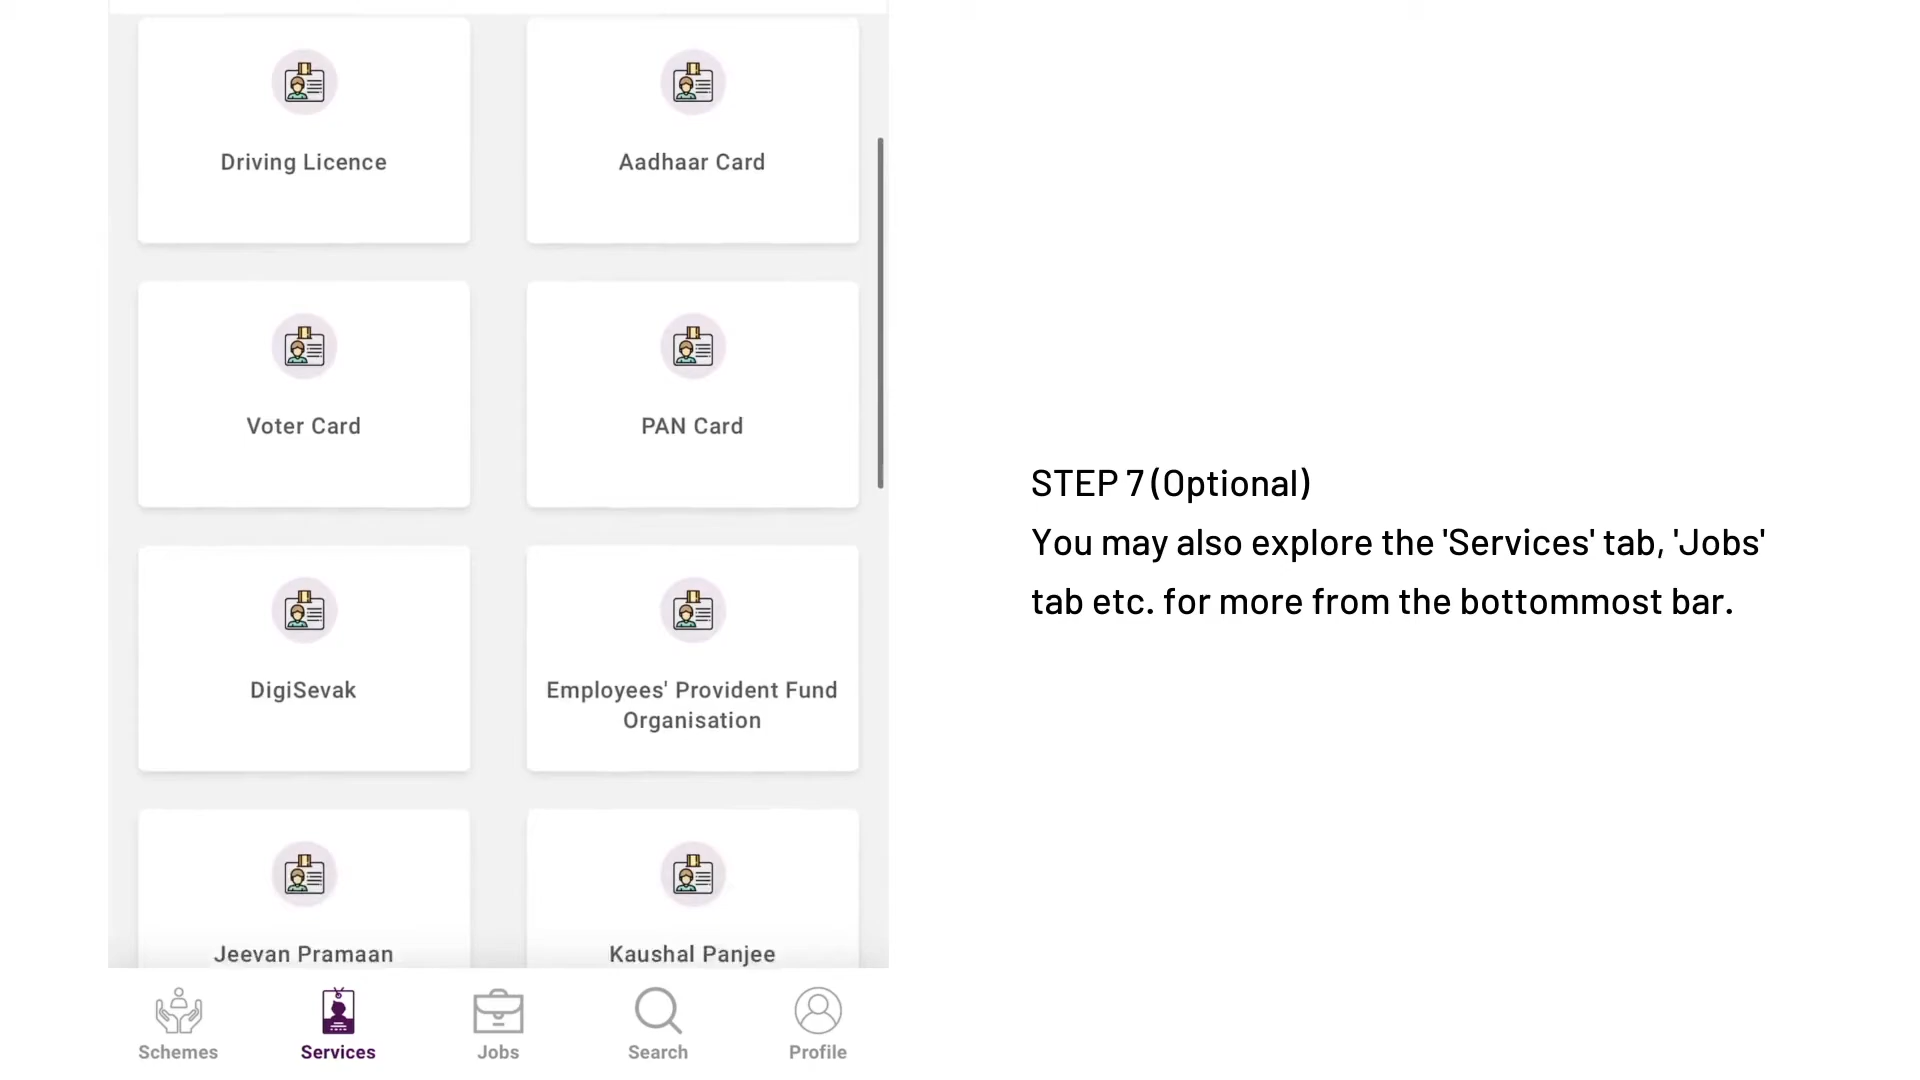 Driving Licence
Aadhaar Card
Voter Card
PAN Card
DigiSevak
Employees' Provident Fund
Organisation
Jeevan Pramaan
Kaushal Panjee
Schemes
Services
Jobs
Search
Profile
STEP 7 (Optional)
You may also explore the 'Services' tab, 'Jobs'
tab etc. for more from the bottommost bar.